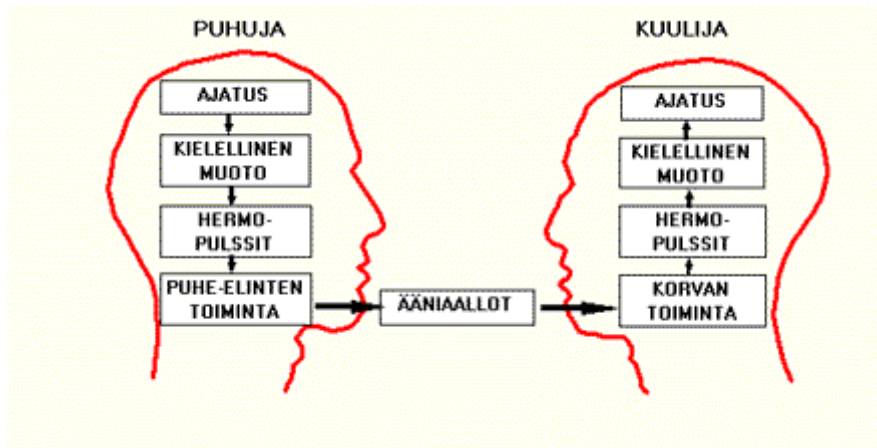 PUHUJA
AJATUS
KIELELLINEN
MUOTO
HERMO-
PULSSIT
PUHE-ELINTEN
TOIMINTA
ÄÄNIAALLOT
KUULIJA
AJATUS
KIELELLINEN
MUOTO
HERMO-
PULSSIT
KORVAN
TOIMINTA